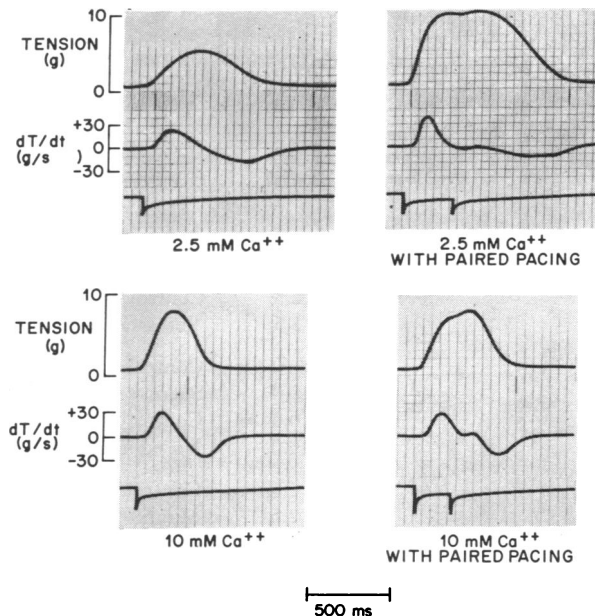 10
TENSION
(g)
0
+30
dT/dt
(g/s )
0
-30
2.5 mM Ca++
2.5 mM Ca++
WITH PAIRED PACING
10
TENSION
(g)
0
+30
dT/dt
(g/s)
0
-30
10 mM Ca++
10 mM Ca++
WITH PAIRED PACING
500 ms